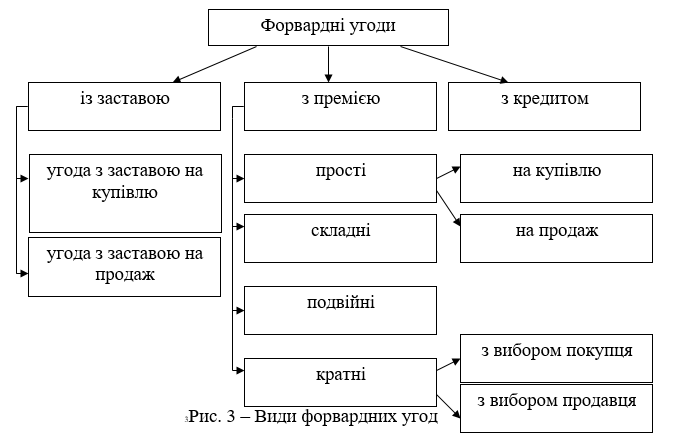 Форвардні угоди
із заставою
з премією
з кредитом
угода з заставою на
купівлю
прості
на купівлю
складні
на продаж
угода з заставою на
продаж
подвійні
кратні
з вибором покупця
з вибором продавця
3Рис. 3 – Види форвардних угод